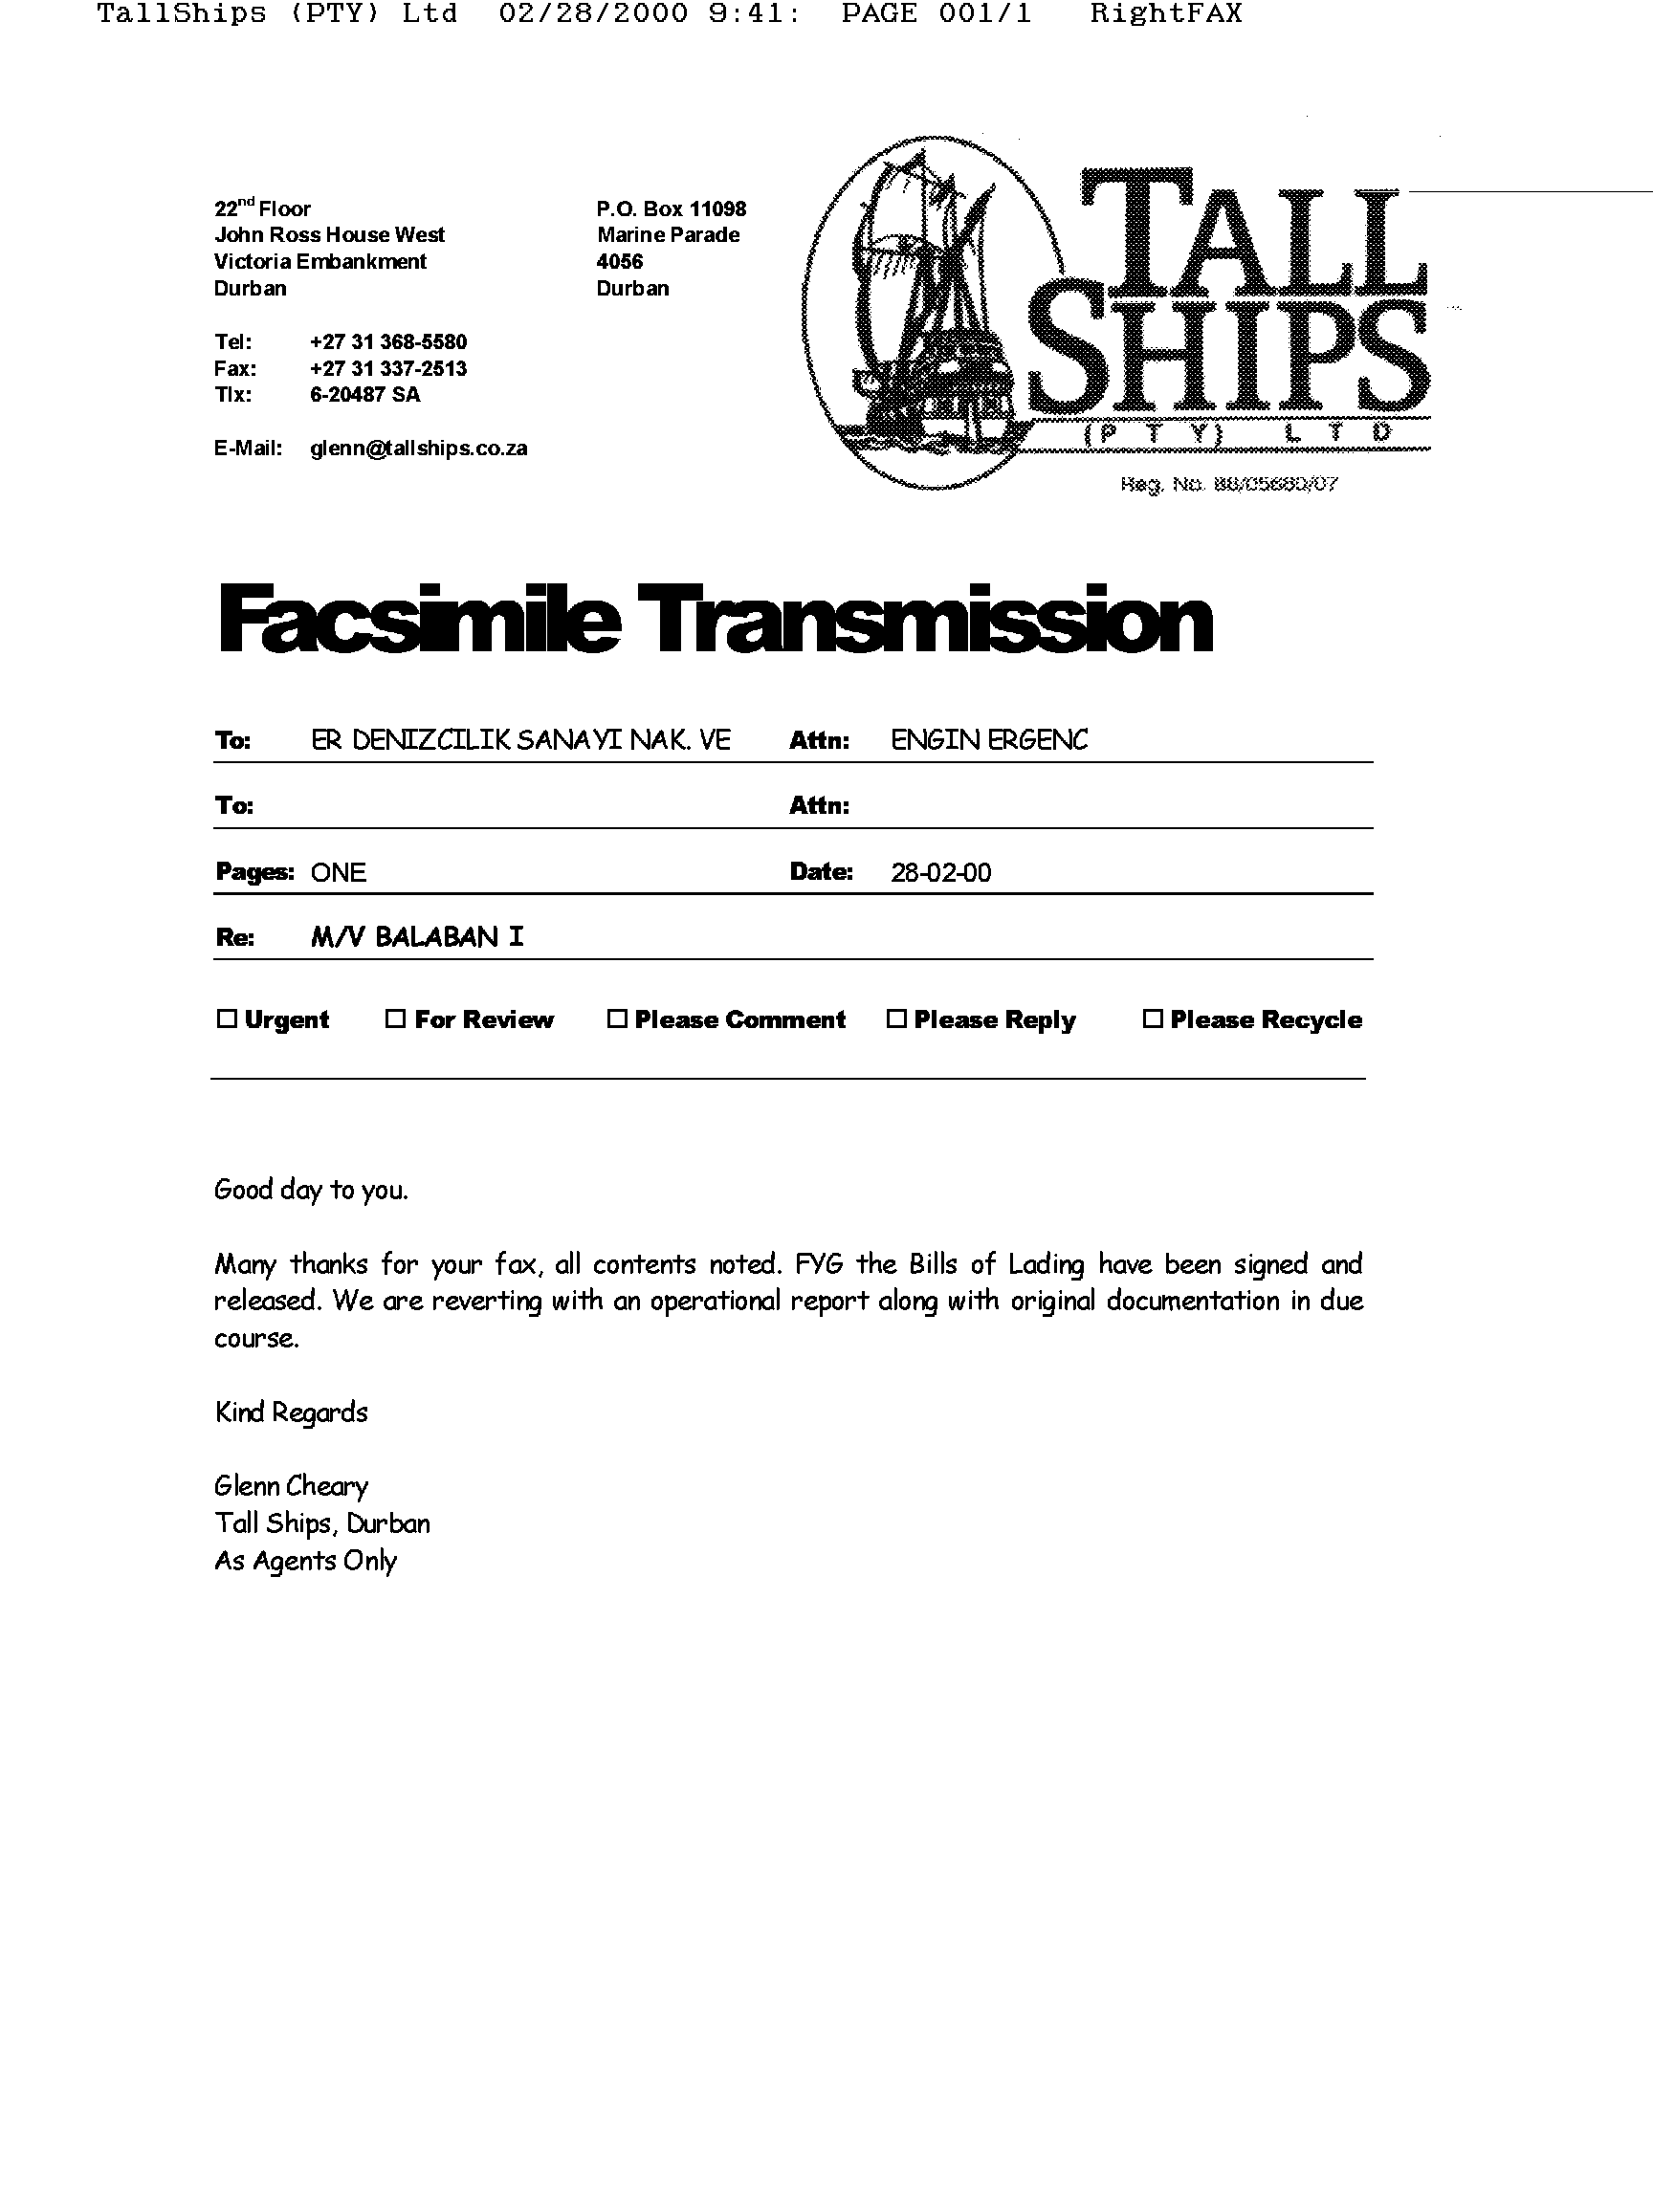 TallShips (PTY) Ltd 02/28/2000 9:41: PAGE 001/1 RightFAX
22nd Floor
John Ross House West
Victoria Embankment
Durban
P.O. Box 11098
Marine Parade
4056
Durban
Tel: +27 31 368-5580
Fax: +27 31 337-2513
Tlx: 6-20487 SA
E-Mail: glenn@tallships.co.za
TALL
SHIPS
(PTY) LTD
Reg. No. 88/05680/07
Facsimile Transmission
To: ER DENIZCILIK SANAYI NAK. VE Attn: ENGIN ERGENC
To: Attn:
Pages: ONE Date: 28-02-00
Re: M/V BALABAN I
☐ Urgent ☐ For Review ☐ Please Comment ☐ Please Reply ☐ Please Recycle
Good day to you.
Many thanks for your fax, all contents noted. FYG the Bills of Lading have been signed and
released. We are reverting with an operational report along with original documentation in due
course.
Kind Regards
Glenn Cheary
Tall Ships, Durban
As Agents Only